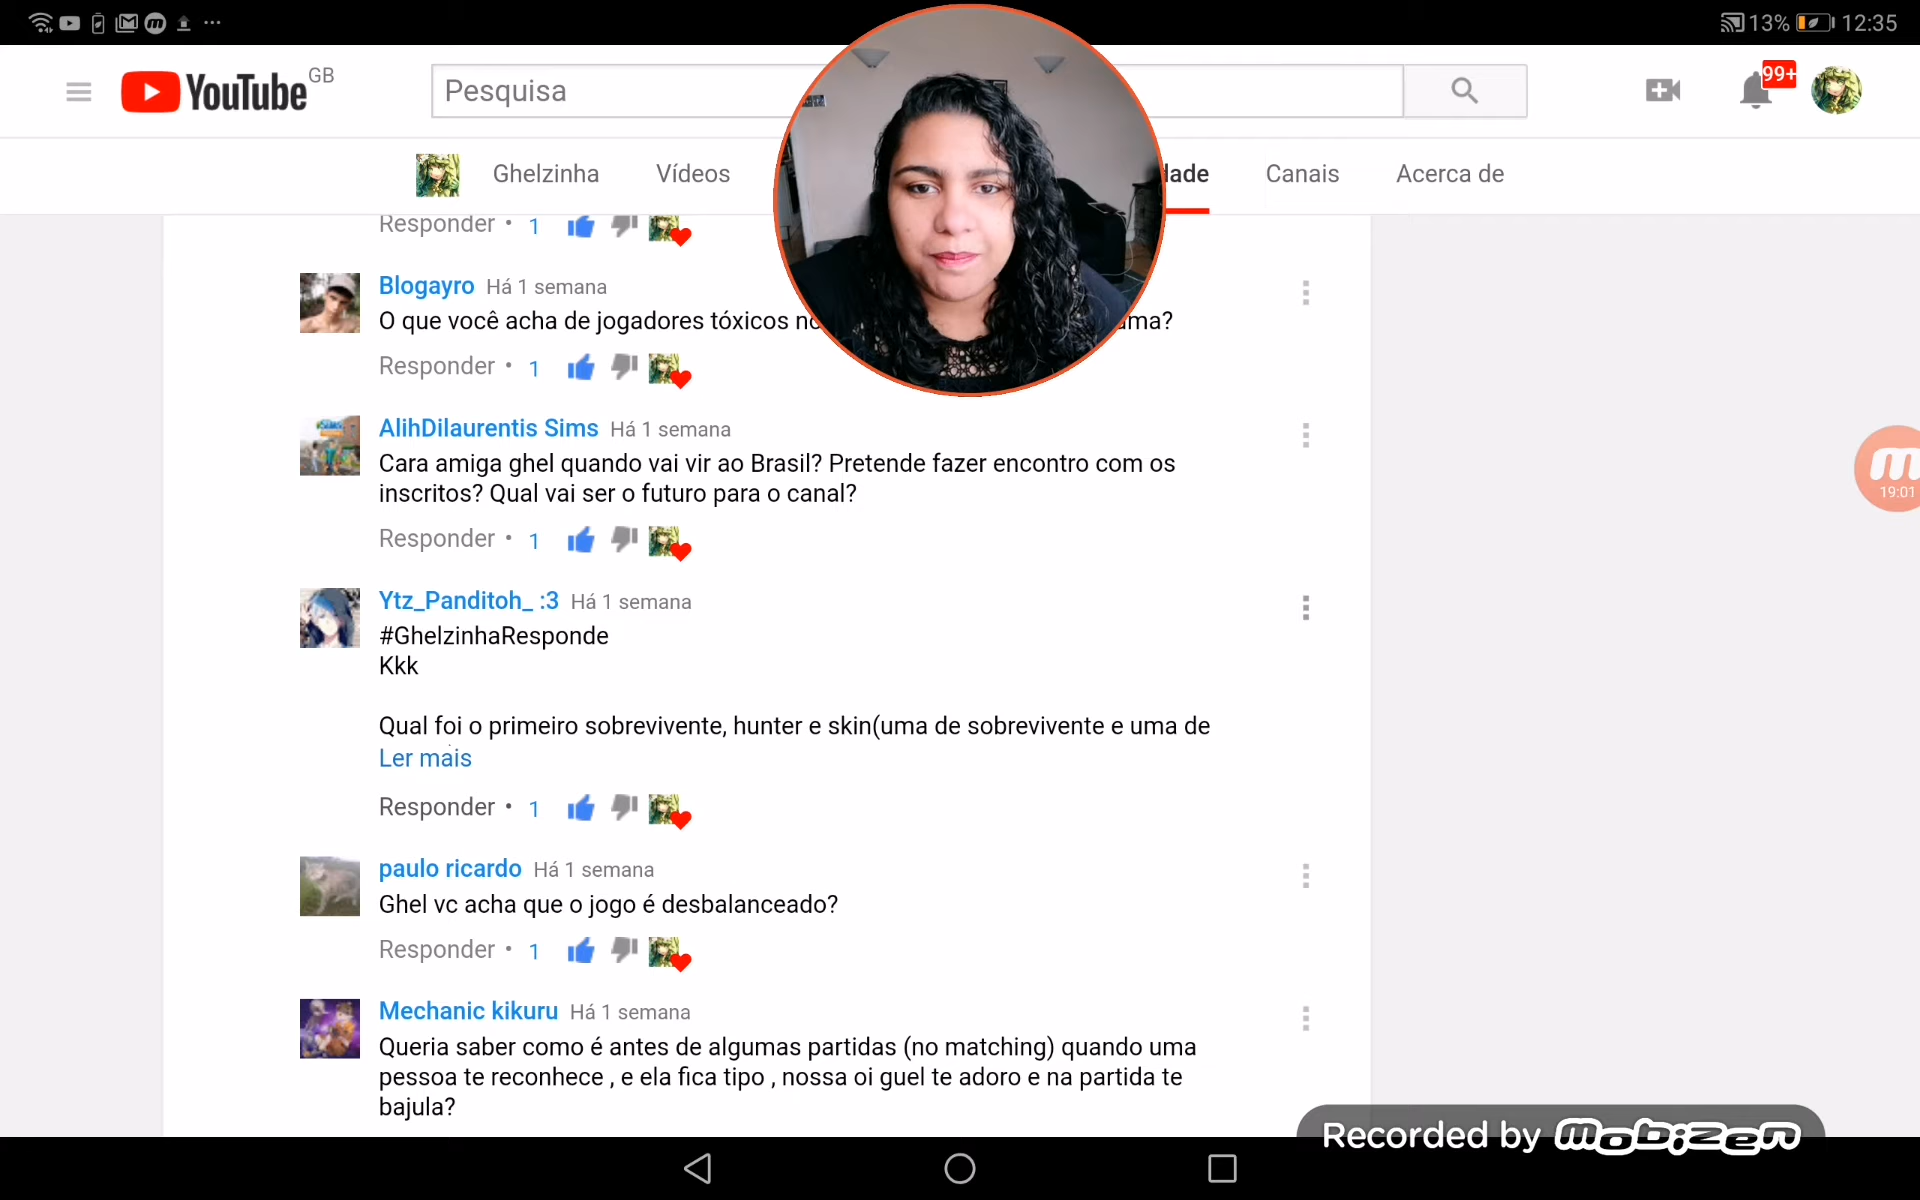 13% 12:35
YouTube GB
Pesquisa
99+
Ghelzinha Vídeos dade Canais Acerca de
Responder • 1
Blogayro Há 1 semana
O que você acha de jogadores tóxicos ma?
Responder • 1
AlihDilaurentis Sims Há 1 semana
Cara amiga ghel quando vai vir ao Brasil? Pretende fazer encontro com os
inscritos? Qual vai ser o futuro para o canal?
Responder • 1
19:01
Ytz_Panditoh_ :3 Há 1 semana
#GhelzinhaResponde
Kkk
Qual foi o primeiro sobrevivente, hunter e skin(uma de sobrevivente e uma de
Ler mais
Responder • 1
paulo ricardo Há 1 semana
Ghel vc acha que o jogo é desbalanceado?
Responder • 1
Mechanic kikuru Há 1 semana
Queria saber como é antes de algumas partidas (no matching) quando uma
pessoa te reconhece , e ela fica tipo , nossa oi guel te adoro e na partida te
bajula?
Recorded by mobizen